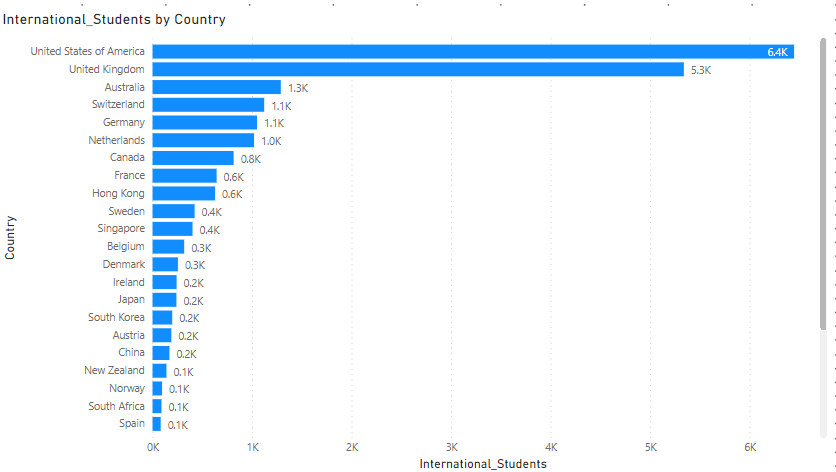 International_Students by Country
United States of America 6.4K
United Kingdom 5.3K
Australia 1.3K
Switzerland 1.1K
Germany 1.1K
Netherlands 1.0K
Canada 0.8K
France 0.6K
Hong Kong 0.6K
Sweden 0.4K
Singapore 0.4K
Belgium 0.3K
Denmark 0.3K
Ireland 0.2K
Japan 0.2K
South Korea 0.2K
Austria 0.2K
China 0.2K
New Zealand 0.1K
Norway 0.1K
South Africa 0.1K
Spain 0.1K
Country
0K 1K 2K 3K 4K 5K 6K
International_Students